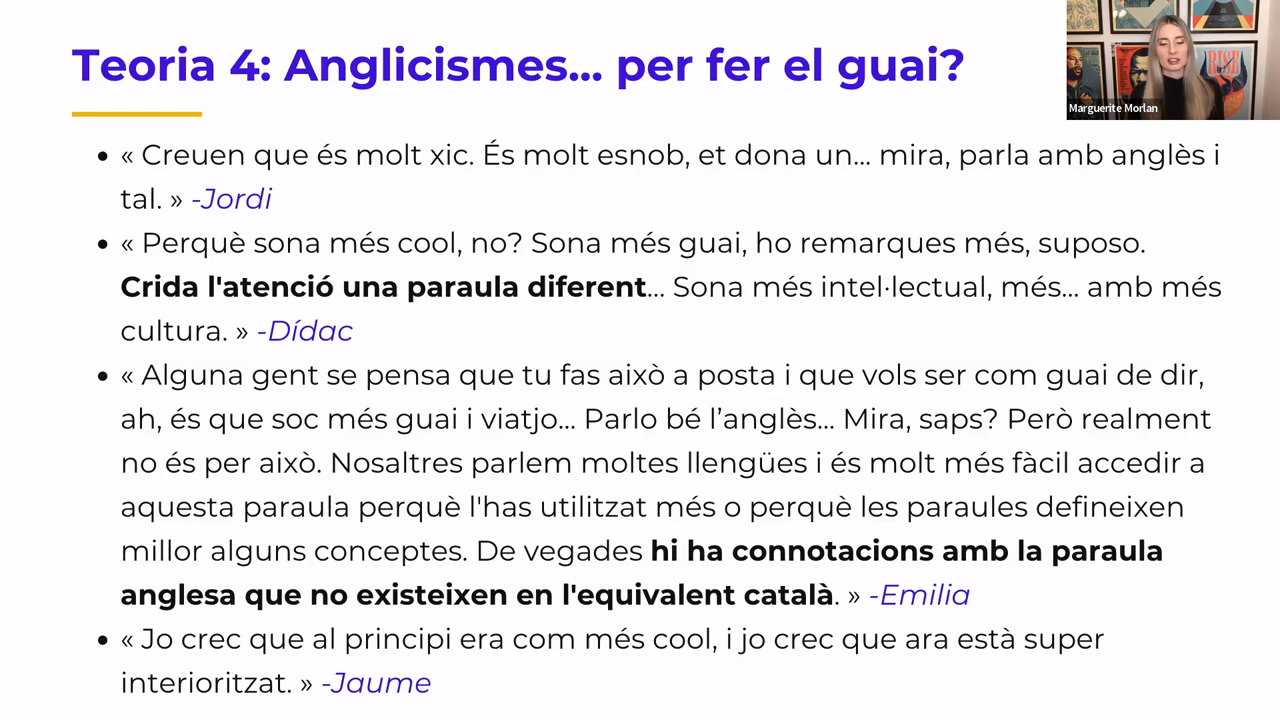 Teoria 4: Anglicismes... per fer el guai?
Marguerite Morlan
• « Creuen que és molt xic. És molt esnob, et dona un... mira, parla amb anglès i
tal. » -Jordi
• « Perquè sona més cool, no? Sona més guai, ho remarques més, suposo.
Crida l'atenció una paraula diferent... Sona més intel·lectual, més... amb més
cultura. » -Dídac
• « Alguna gent se pensa que tu fas això a posta i que vols ser com guai de dir,
ah, és que soc més guai i viatjo... Parlo bé l’anglès... Mira, saps? Però realment
no és per això. Nosaltres parlem moltes llengües i és molt més fàcil accedir a
aquesta paraula perquè l'has utilitzat més o perquè les paraules defineixen
millor alguns conceptes. De vegades hi ha connotacions amb la paraula
anglesa que no existeixen en l'equivalent català. » -Emilia
• « Jo crec que al principi era com més cool, i jo crec que ara està super
interioritzat. » -Jaume